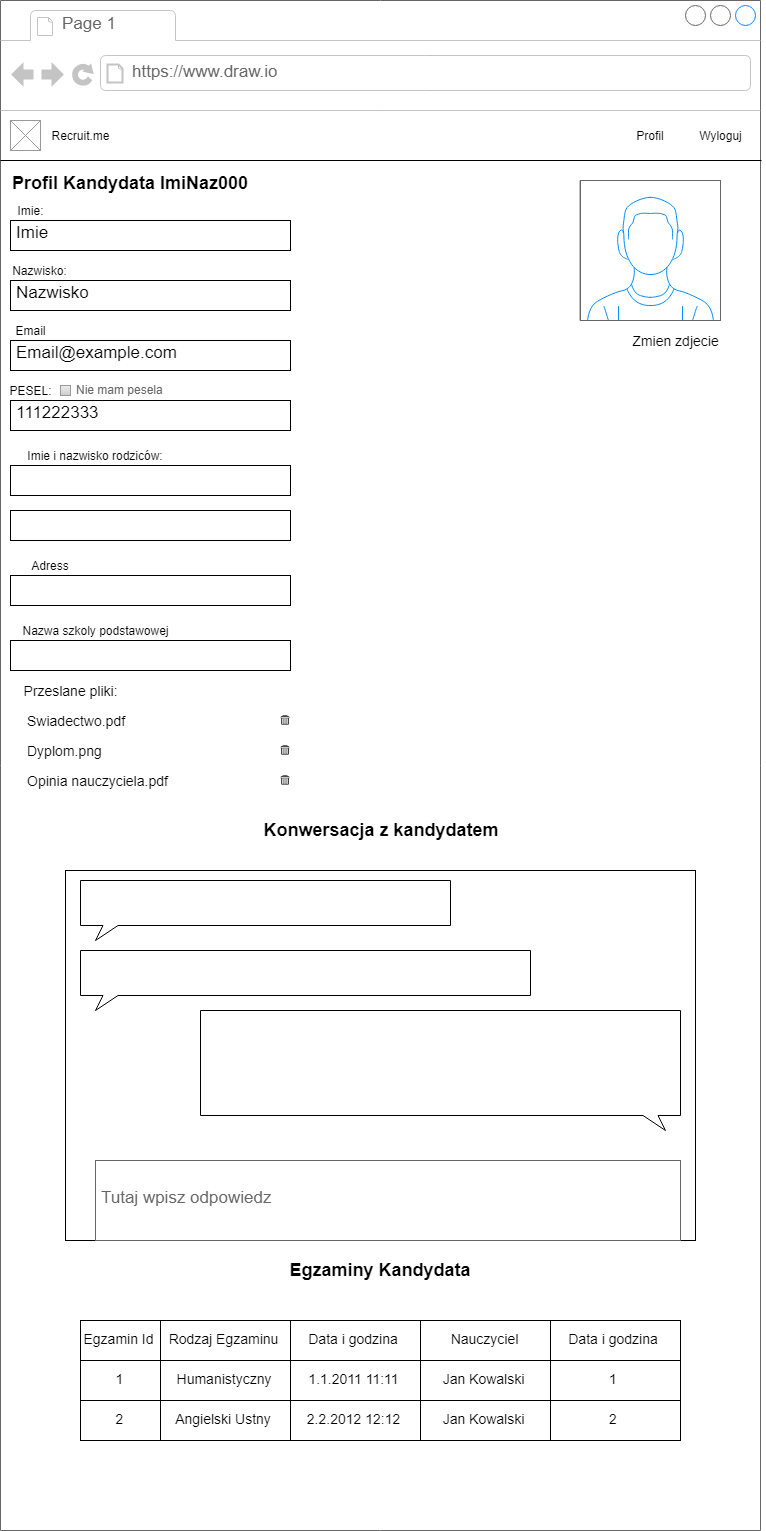 Page 1
https://www.draw.io
Recruit.me Profil Wyloguj
Profil Kandydata ImiNaz000
Imie:
Imie
Nazwisko:
Nazwisko
Email
Email@example.com
Zmien zdjecie
PESEL: Nie mam pesela
111222333
Imie i nazwisko rodziców:
Adress
Nazwa szkoly podstawowej
Przeslane pliki:
Swiadectwo.pdf
Dyplom.png
Opinia nauczyciela.pdf
Konwersacja z kandydatem
Tutaj wpisz odpowiedz
Egzaminy Kandydata
Egzamin Id Rodzaj Egzaminu Data i godzina Nauczyciel Data i godzina
1 Humanistyczny 1.1.2011 11:11 Jan Kowalski 1
2 Angielski Ustny 2.2.2012 12:12 Jan Kowalski 2